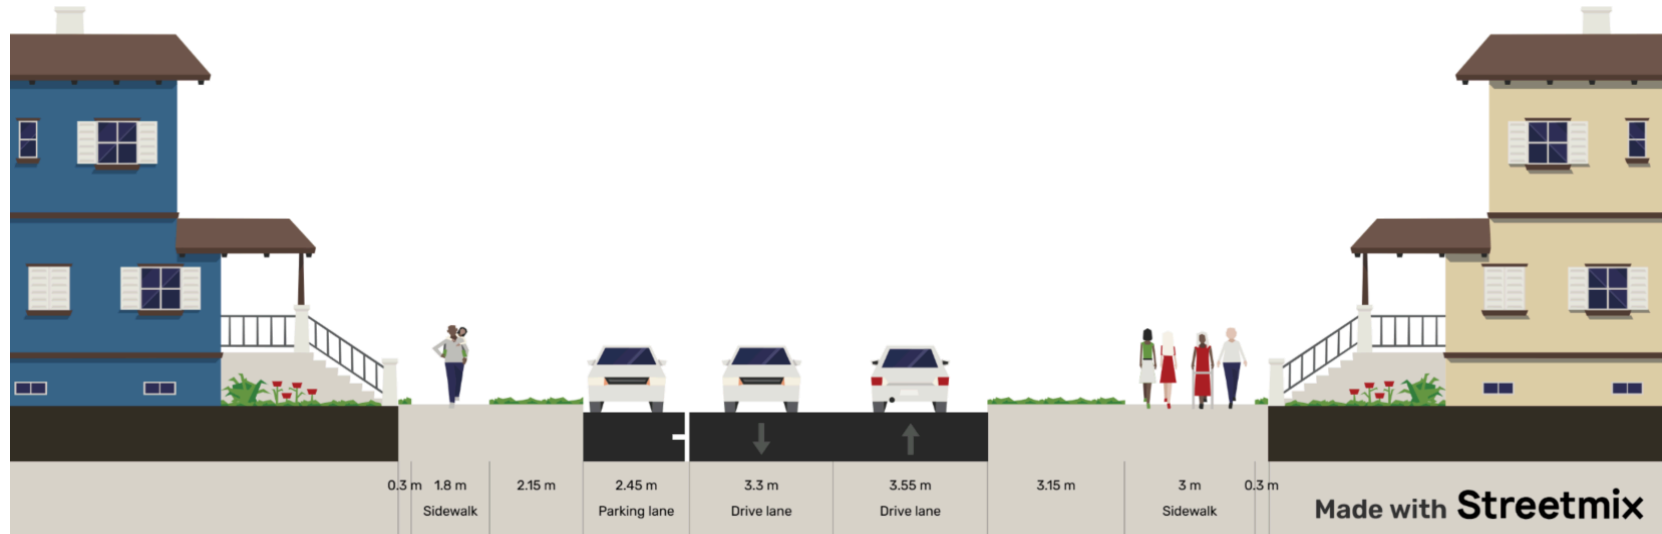 0.3 m 1.8 m 2.15 m 2.45 m 3.3 m 3.55 m 3.15 m 3 m 0.3 m
Sidewalk Parking lane Drive lane Drive lane Sidewalk
Made with Streetmix